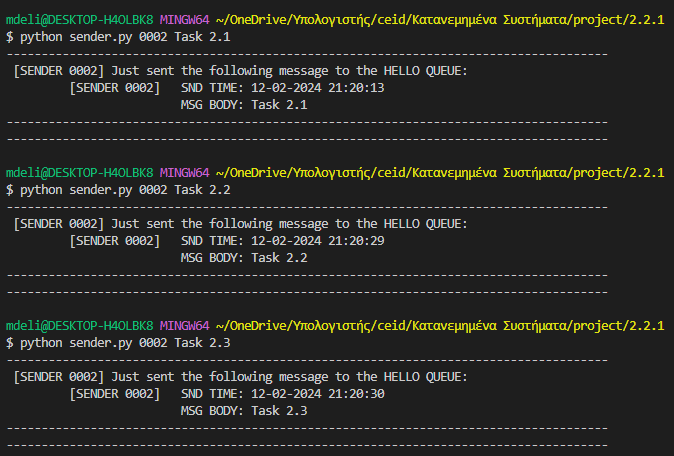 mdeli@DESKTOP-H4OLBK8 MINGW64 ~/OneDrive/Υπολογιστής/ceid/Κατανεμημένα Συστήματα/project/2.2.1
$ python sender.py 0002 Task 2.1
--------------------------------------------------------------------------------------
[SENDER 0002] Just sent the following message to the HELLO QUEUE:
[SENDER 0002] SND TIME: 12-02-2024 21:20:13
MSG BODY: Task 2.1
--------------------------------------------------------------------------------------
--------------------------------------------------------------------------------------
mdeli@DESKTOP-H4OLBK8 MINGW64 ~/OneDrive/Υπολογιστής/ceid/Κατανεμημένα Συστήματα/project/2.2.1
$ python sender.py 0002 Task 2.2
--------------------------------------------------------------------------------------
[SENDER 0002] Just sent the following message to the HELLO QUEUE:
[SENDER 0002] SND TIME: 12-02-2024 21:20:29
MSG BODY: Task 2.2
--------------------------------------------------------------------------------------
--------------------------------------------------------------------------------------
mdeli@DESKTOP-H4OLBK8 MINGW64 ~/OneDrive/Υπολογιστής/ceid/Κατανεμημένα Συστήματα/project/2.2.1
$ python sender.py 0002 Task 2.3
--------------------------------------------------------------------------------------
[SENDER 0002] Just sent the following message to the HELLO QUEUE:
[SENDER 0002] SND TIME: 12-02-2024 21:20:30
MSG BODY: Task 2.3
--------------------------------------------------------------------------------------
--------------------------------------------------------------------------------------